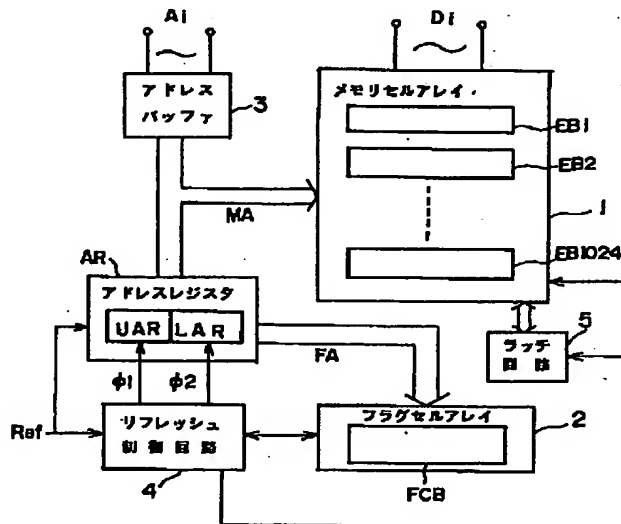 Ai
Di
アドレス
バッファ
3
メモリセルアレイ
EB1
EB2
1
MA
EB1024
AR
アドレスレジスタ
UAR
LAR
FA
5
ラッチ
回路
φ1
φ2
Ref
リフレッシュ
制御回路
4
フラグセルアレイ
2
FCB